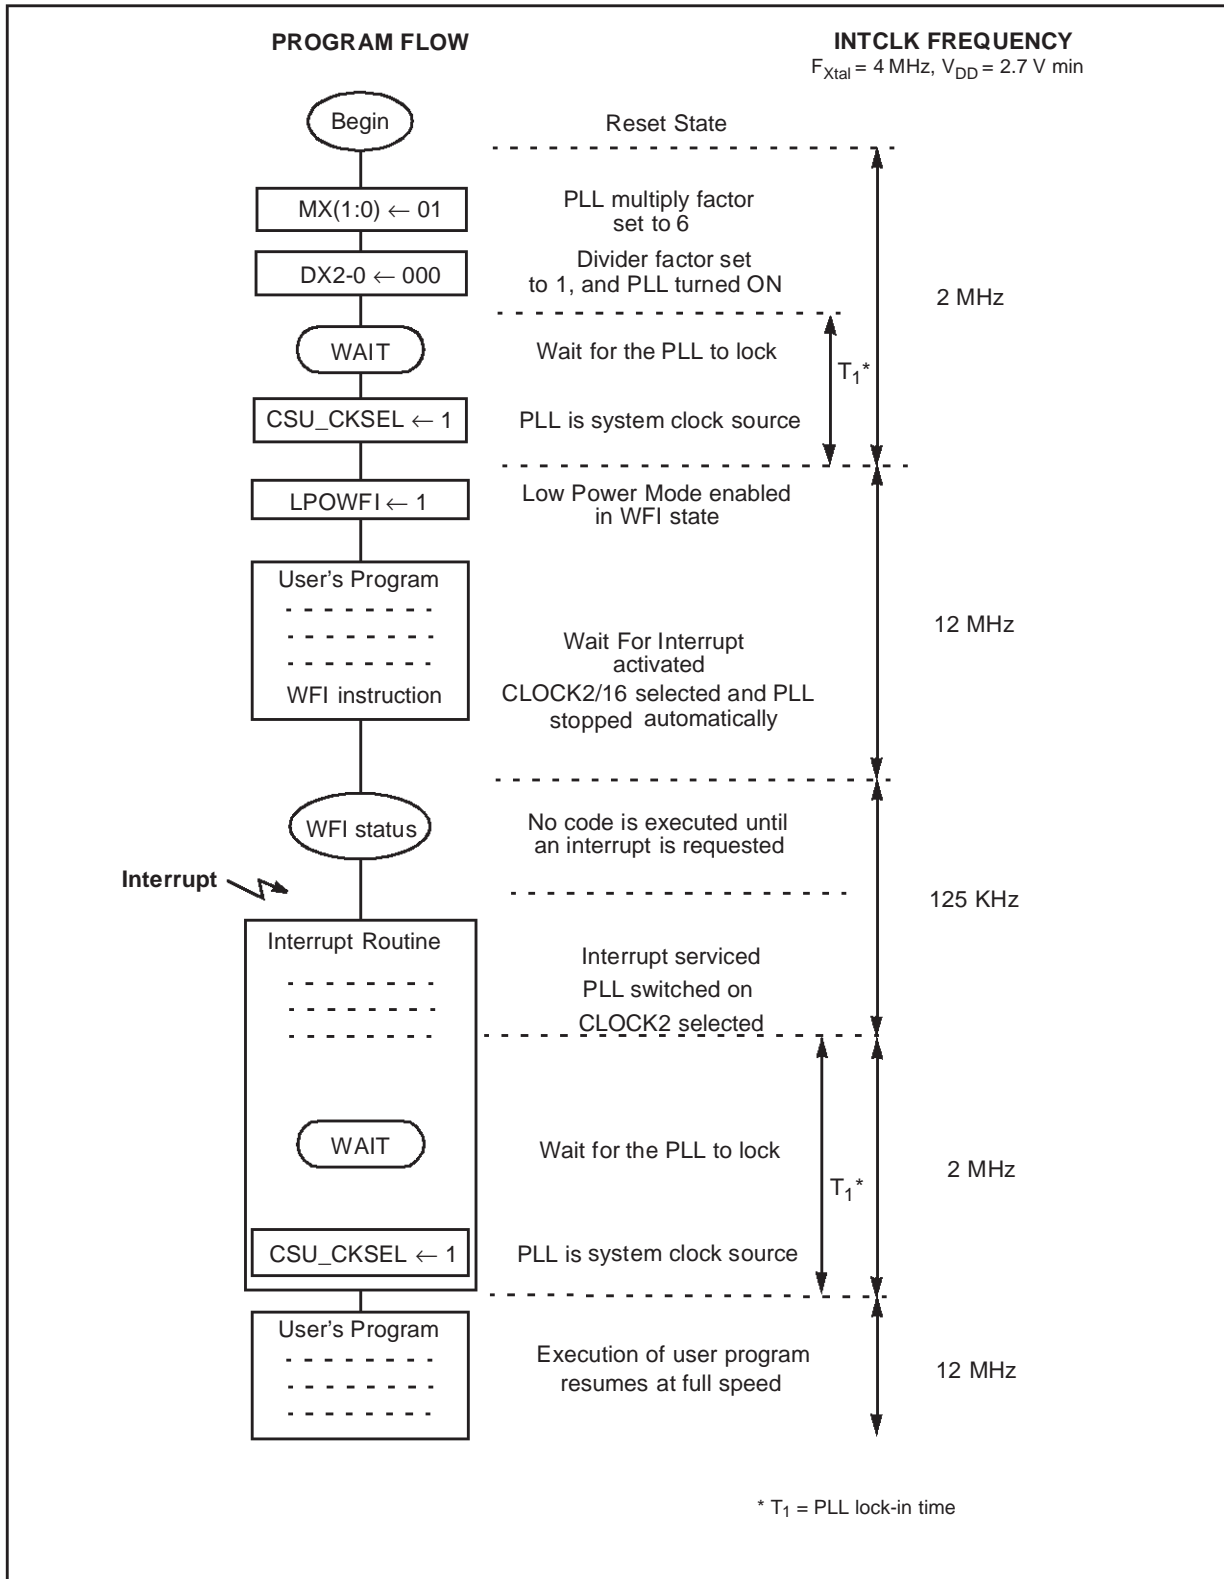 PROGRAM FLOW
INTCLK FREQUENCY
F_Xtal = 4 MHz, V_DD = 2.7 V min
Begin
Reset State
MX(1:0) ← 01
PLL multiply factor
set to 6
DX2-0 ← 000
Divider factor set
to 1, and PLL turned ON
2 MHz
WAIT
Wait for the PLL to lock
T1*
CSU_CKSEL ← 1
PLL is system clock source
LPOWFI ← 1
Low Power Mode enabled
in WFI state
User's Program
12 MHz
Wait For Interrupt
activated
WFI instruction
CLOCK2/16 selected and PLL
stopped automatically
WFI status
No code is executed until
an interrupt is requested
Interrupt
125 KHz
Interrupt Routine
Interrupt serviced
PLL switched on
CLOCK2 selected
WAIT
Wait for the PLL to lock
2 MHz
T1*
CSU_CKSEL ← 1
PLL is system clock source
User's Program
Execution of user program
resumes at full speed
12 MHz
* T1 = PLL lock-in time